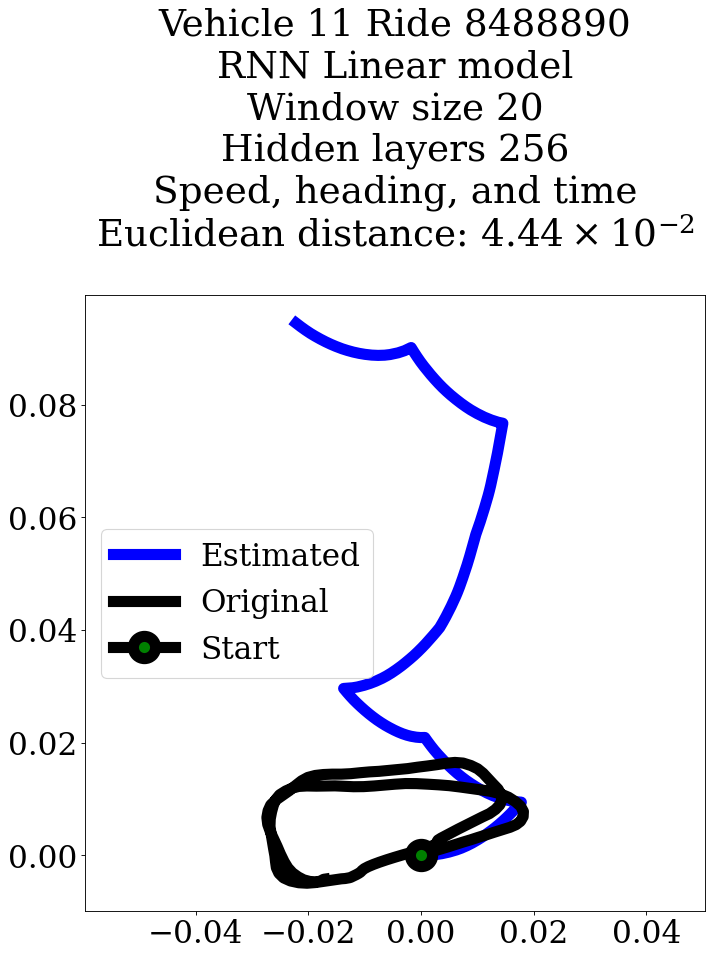 Vehicle 11 Ride 8488890
RNN Linear model
Window size 20
Hidden layers 256
Speed, heading, and time
Euclidean distance: 4.44 × 10⁻²
0.08
0.06
0.04
0.02
0.00
Estimated
Original
Start
−0.04 −0.02 0.00 0.02 0.04